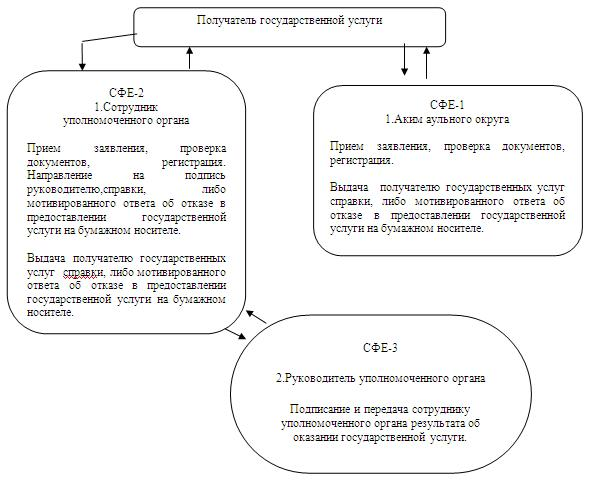 Получатель государственной услуги
СФЕ-2
1.Сотрудник
уполномоченного органа
Прием заявления, проверка
документов, регистрация.
Направление на подпись
руководителю,справки, либо
мотивированного ответа об отказе в
предоставлении государственной
услуги на бумажном носителе.
Выдача получателю государственных
услуг справки, либо мотивированного
ответа об отказе в предоставлении
государственной услуги на бумажном
носителе.
СФЕ-1
1.Аким аульного округа
Прием заявления, проверка документов,
регистрация.
Выдача получателю государственных услуг
справки, либо мотивированного ответа об
отказе в предоставлении государственной
услуги на бумажном носителе.
СФЕ-3
2.Руководитель уполномоченного органа
Подписание и передача сотруднику
уполномоченного органа результата об
оказании государственной услуги.